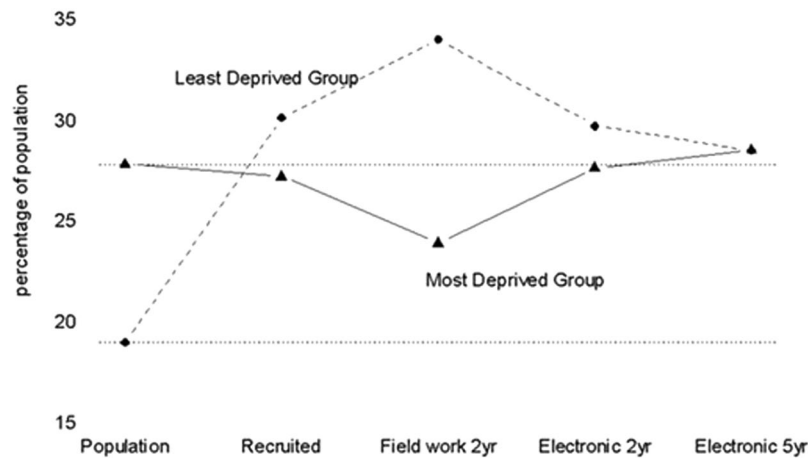 35
Least Deprived Group
30
percentage of population
25
Most Deprived Group
20
15
Population
Recruited
Field work 2yr
Electronic 2yr
Electronic 5yr